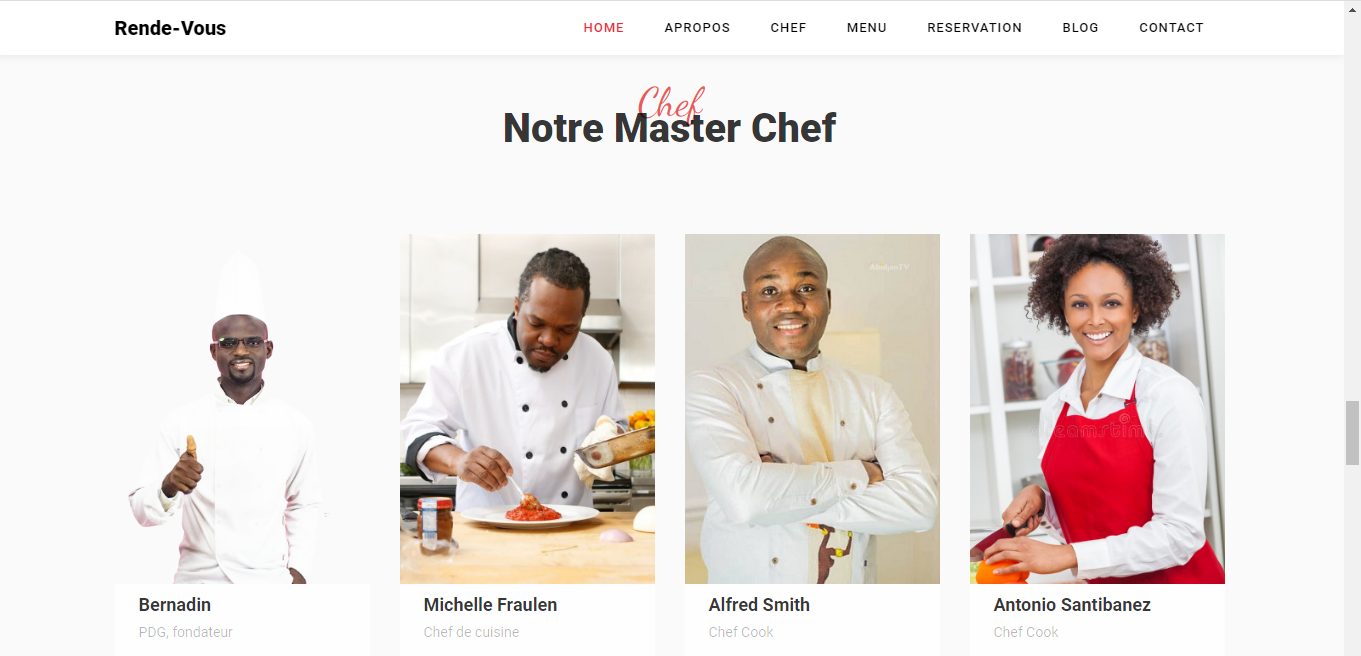 Rende-Vous
HOME APROPOS CHEF MENU RESERVATION BLOG CONTACT
Chef
Notre Master Chef
Bernadin
PDG, fondateur
Michelle Fraulen
Chef de cuisine
Alfred Smith
Chef Cook
Antonio Santibanez
Chef Cook